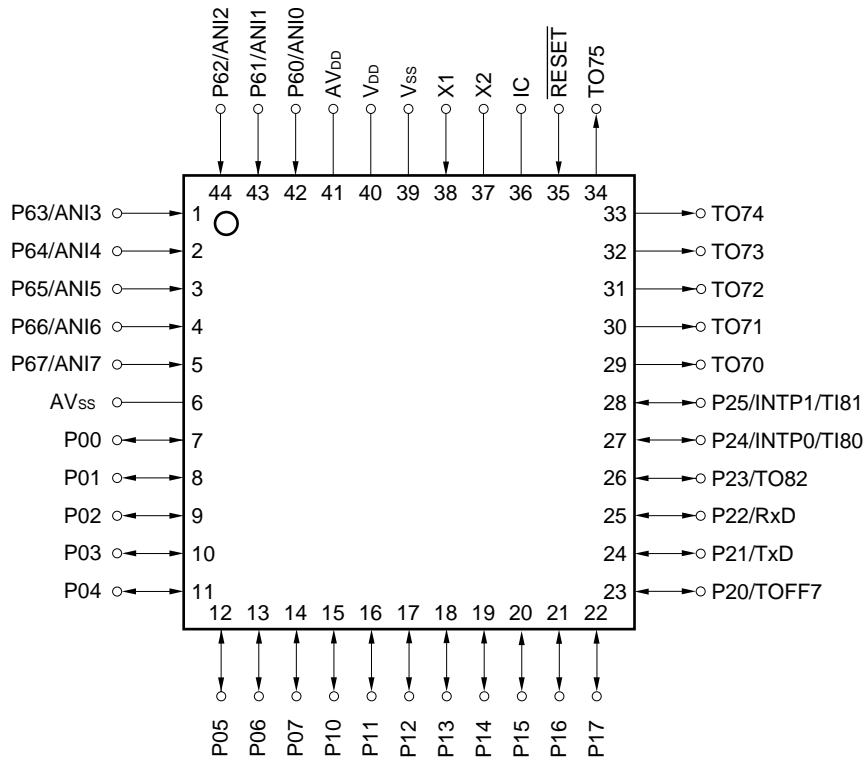 P62/ANI2
P61/ANI1
P60/ANI0
AVDD
VDD
VSS
X1
X2
IC
RESET
TO75
44 43 42 41 40 39 38 37 36 35 34
P63/ANI3 1
P64/ANI4 2
P65/ANI5 3
P66/ANI6 4
P67/ANI7 5
AVSS 6
P00 7
P01 8
P02 9
P03 10
P04 11
33 TO74
32 TO73
31 TO72
30 TO71
29 TO70
28 P25/INTP1/TI81
27 P24/INTP0/TI80
26 P23/TO82
25 P22/RxD
24 P21/TxD
23 P20/TOFF7
12 13 14 15 16 17 18 19 20 21 22
P05
P06
P07
P10
P11
P12
P13
P14
P15
P16
P17